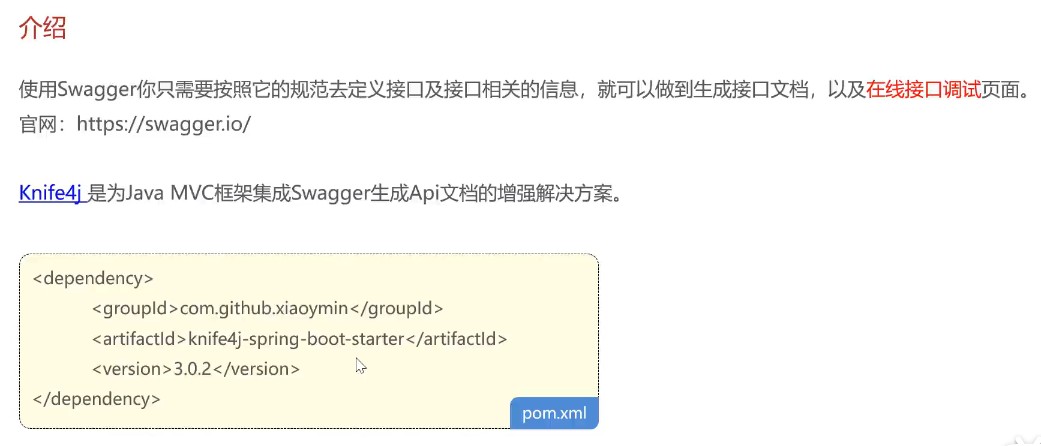 介绍
使用Swagger你只需要按照它的规范去定义接口及接口相关的信息，就可以做到生成接口文档，以及在线接口调试页面。
官网：https://swagger.io/
Knife4j 是为Java MVC框架集成Swagger生成Api文档的增强解决方案。
<dependency>
<groupId>com.github.xiaoymin</groupId>
<artifactId>knife4j-spring-boot-starter</artifactId>
<version>3.0.2</version>
</dependency>
pom.xml